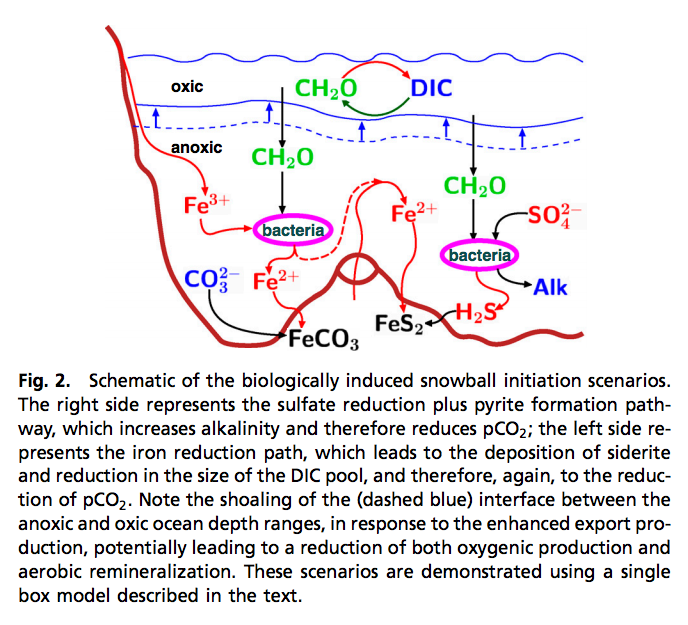 oxic
CH₂O
DIC
anoxic
CH₂O
CH₂O
Fe³⁺
Fe²⁺
SO₄²⁻
bacteria
bacteria
CO₃²⁻
Fe²⁺
Alk
H₂S
FeS₂
FeCO₃
Fig. 2. Schematic of the biologically induced snowball initiation scenarios.
The right side represents the sulfate reduction plus pyrite formation path-
way, which increases alkalinity and therefore reduces pCO₂; the left side re-
presents the iron reduction path, which leads to the deposition of siderite
and reduction in the size of the DIC pool, and therefore, again, to the reduc-
tion of pCO₂. Note the shoaling of the (dashed blue) interface between the
anoxic and oxic ocean depth ranges, in response to the enhanced export pro-
duction, potentially leading to a reduction of both oxygenic production and
aerobic remineralization. These scenarios are demonstrated using a single
box model described in the text.